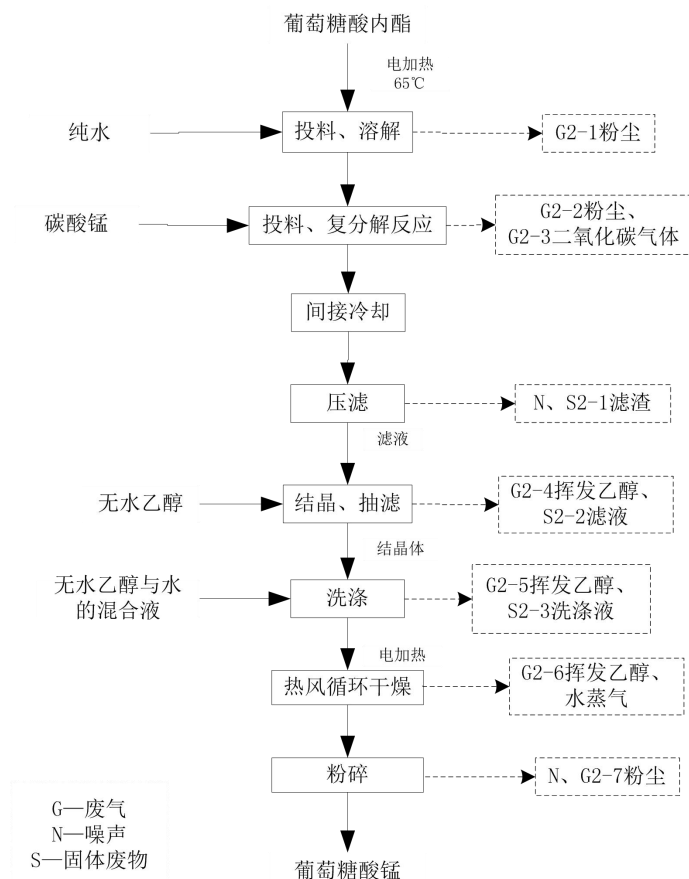 葡萄糖酸内酯
电加热
65℃
纯水
投料、溶解
G2-1粉尘
碳酸锰
投料、复分解反应
G2-2粉尘、
G2-3二氧化碳气体
间接冷却
压滤
N、S2-1滤渣
滤液
无水乙醇
结晶、抽滤
G2-4挥发乙醇、
S2-2滤液
结晶体
无水乙醇与水
的混合液
洗涤
G2-5挥发乙醇、
S2-3洗涤液
电加热
热风循环干燥
G2-6挥发乙醇、
水蒸气
粉碎
N、G2-7粉尘
G—废气
N—噪声
S—固体废物
葡萄糖酸锰